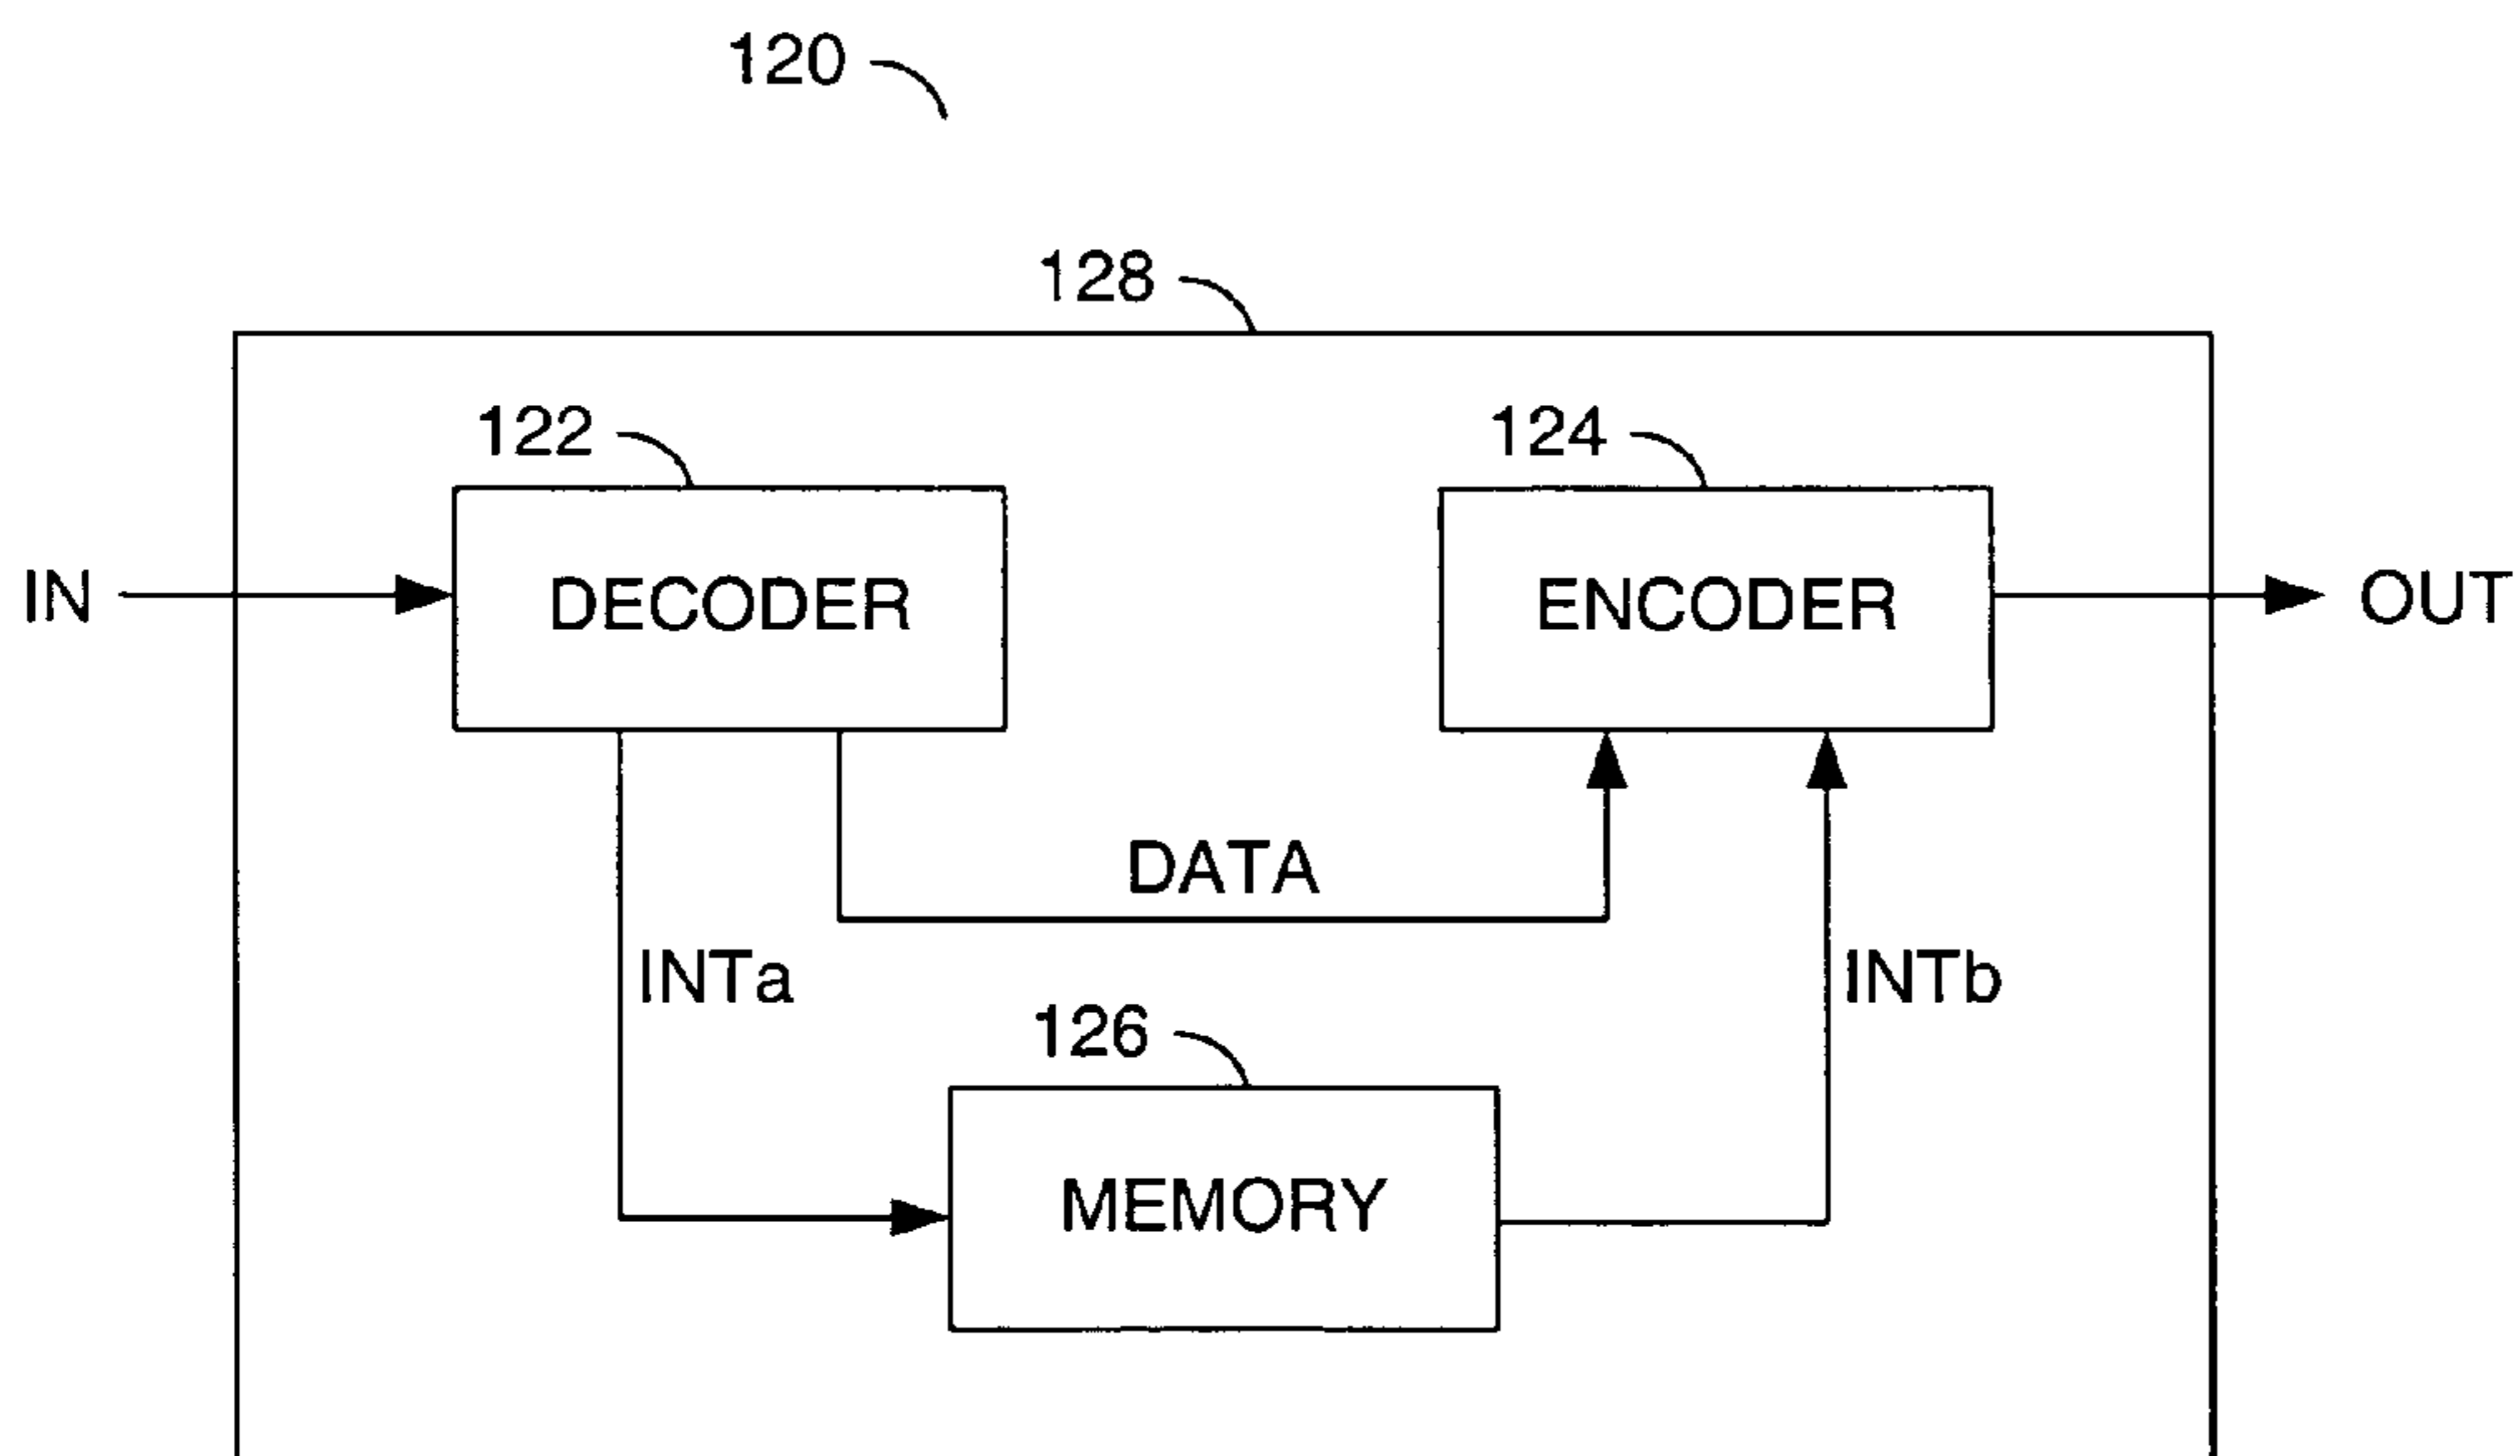 120
128
122
124
IN
DECODER
ENCODER
OUT
DATA
INTa
INTb
126
MEMORY